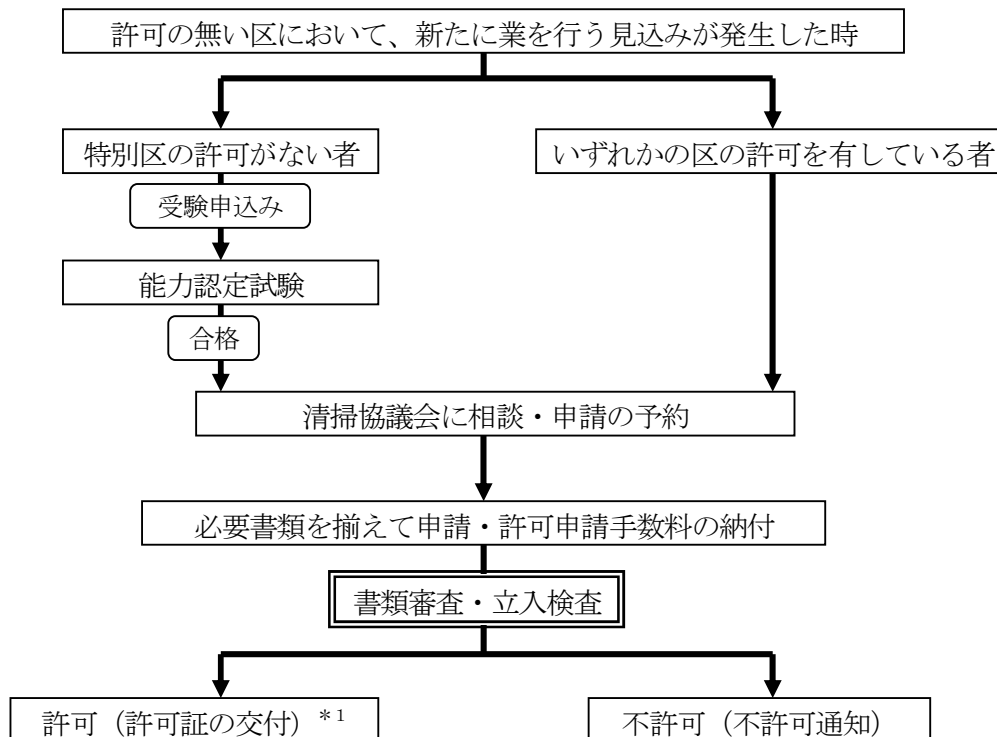 許可の無い区において、新たに業を行う見込みが発生した時
特別区の許可がない者
いずれかの区の許可を有している者
受験申込み
能力認定試験
合格
清掃協議会に相談・申請の予約
必要書類を揃えて申請・許可申請手数料の納付
書類審査・立入検査
許可（許可証の交付）＊１
不許可（不許可通知）